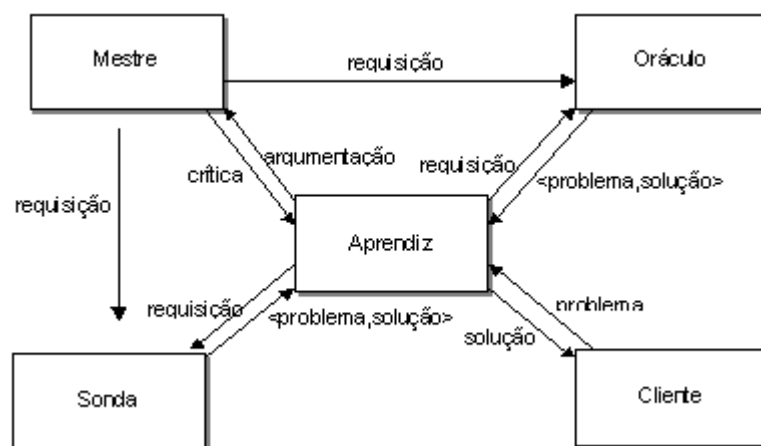 Mestre
requisição
Oráculo
argumentação
crítica
requisição
<problema,solução>
requisição
Aprendiz
requisição
<problema,solução>
problema
solução
Sonda
Cliente